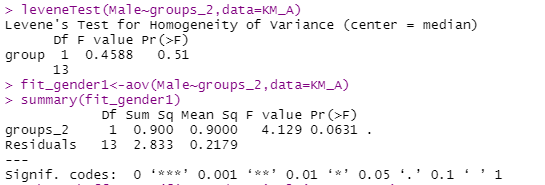 > leveneTest(Male~groups_2,data=KM_A)
Levene's Test for Homogeneity of Variance (center = median)
      Df F value Pr(>F)
group  1  0.4588   0.51
      13
> fit_gender1<-aov(Male~groups_2,data=KM_A)
> summary(fit_gender1)
            Df Sum Sq Mean Sq F value Pr(>F)
groups_2     1  0.900  0.9000   4.129 0.0631 .
Residuals   13  2.833  0.2179
---
Signif. codes:  0 ‘***’ 0.001 ‘**’ 0.01 ‘*’ 0.05 ‘.’ 0.1 ‘ ’ 1